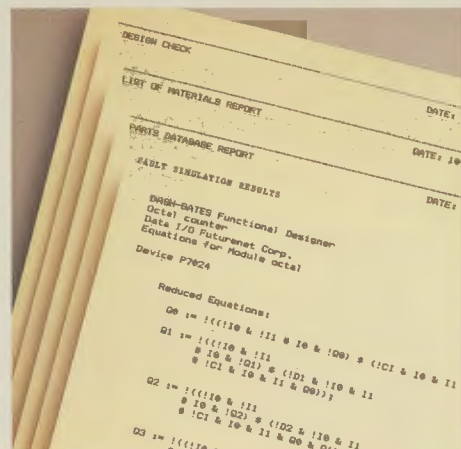 DESIGN CHECK
DATE:
LIST OF MATERIALS REPORT
DATE: 10
PARTS DATABASE REPORT
DATE:
FAULT SIMULATION RESULTS
DASH-GATES Functional Designer
Octal counter
Data I/O Futurenet Corp.
Equations for Module octal
Device P7024
Reduced Equations:
Q0 := !((!I0 & !I1 # I0 & !Q0) # (!CI & I0 & I1
Q1 := !((!I0 & !I1
# I0 & !Q1) # (!D1 & !I0 & I1
# !CI & I0 & I1 & Q0));
Q2 := !((!I0 & !I1
# I0 & !Q2) # (!D2 & !I0 & I1
# !CI & I0 & I1 & Q0 &
Q3 := !((!I0